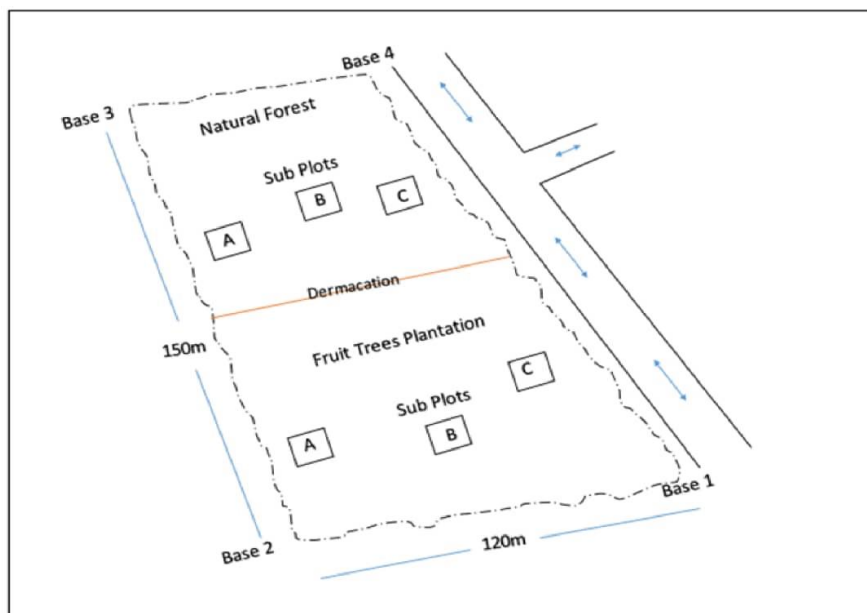 Base 4
Base 3
Natural Forest
Sub Plots
A
B
C
Dermacation
150m
Fruit Trees Plantation
C
Sub Plots
A
B
Base 1
Base 2
120m